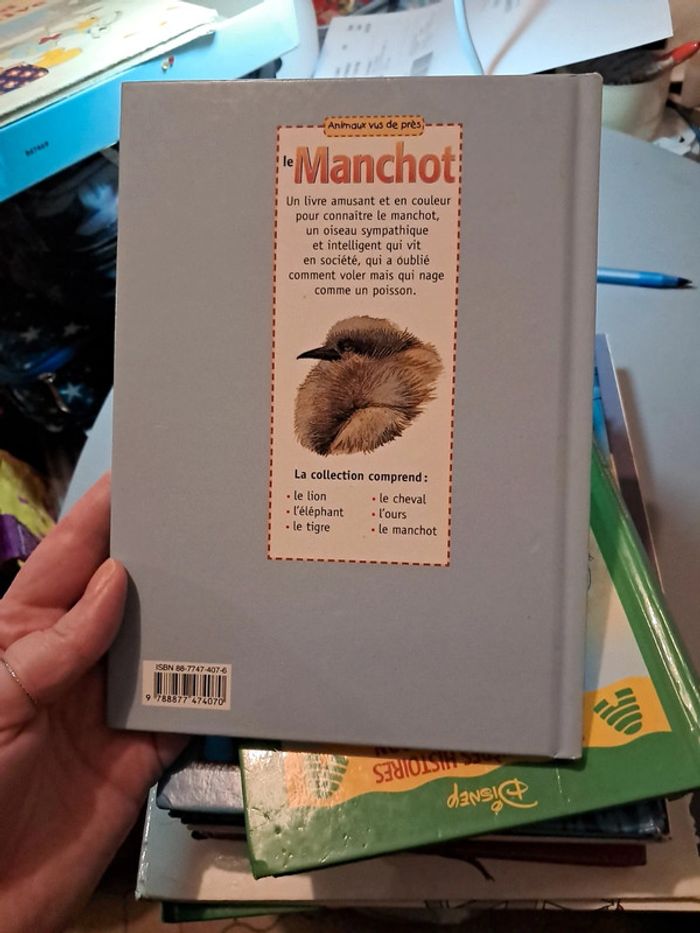 Animaux vus de près
le Manchot
Un livre amusant et en couleur
pour connaître le manchot,
un oiseau sympathique
et intelligent qui vit
en société, qui a oublié
comment voler mais qui nage
comme un poisson.
La collection comprend :
• le lion
• l'éléphant
• le tigre
• le cheval
• l'ours
• le manchot
ISBN 88-7747-407-6
9 788877 474070
HISTOIRES
DISNEY